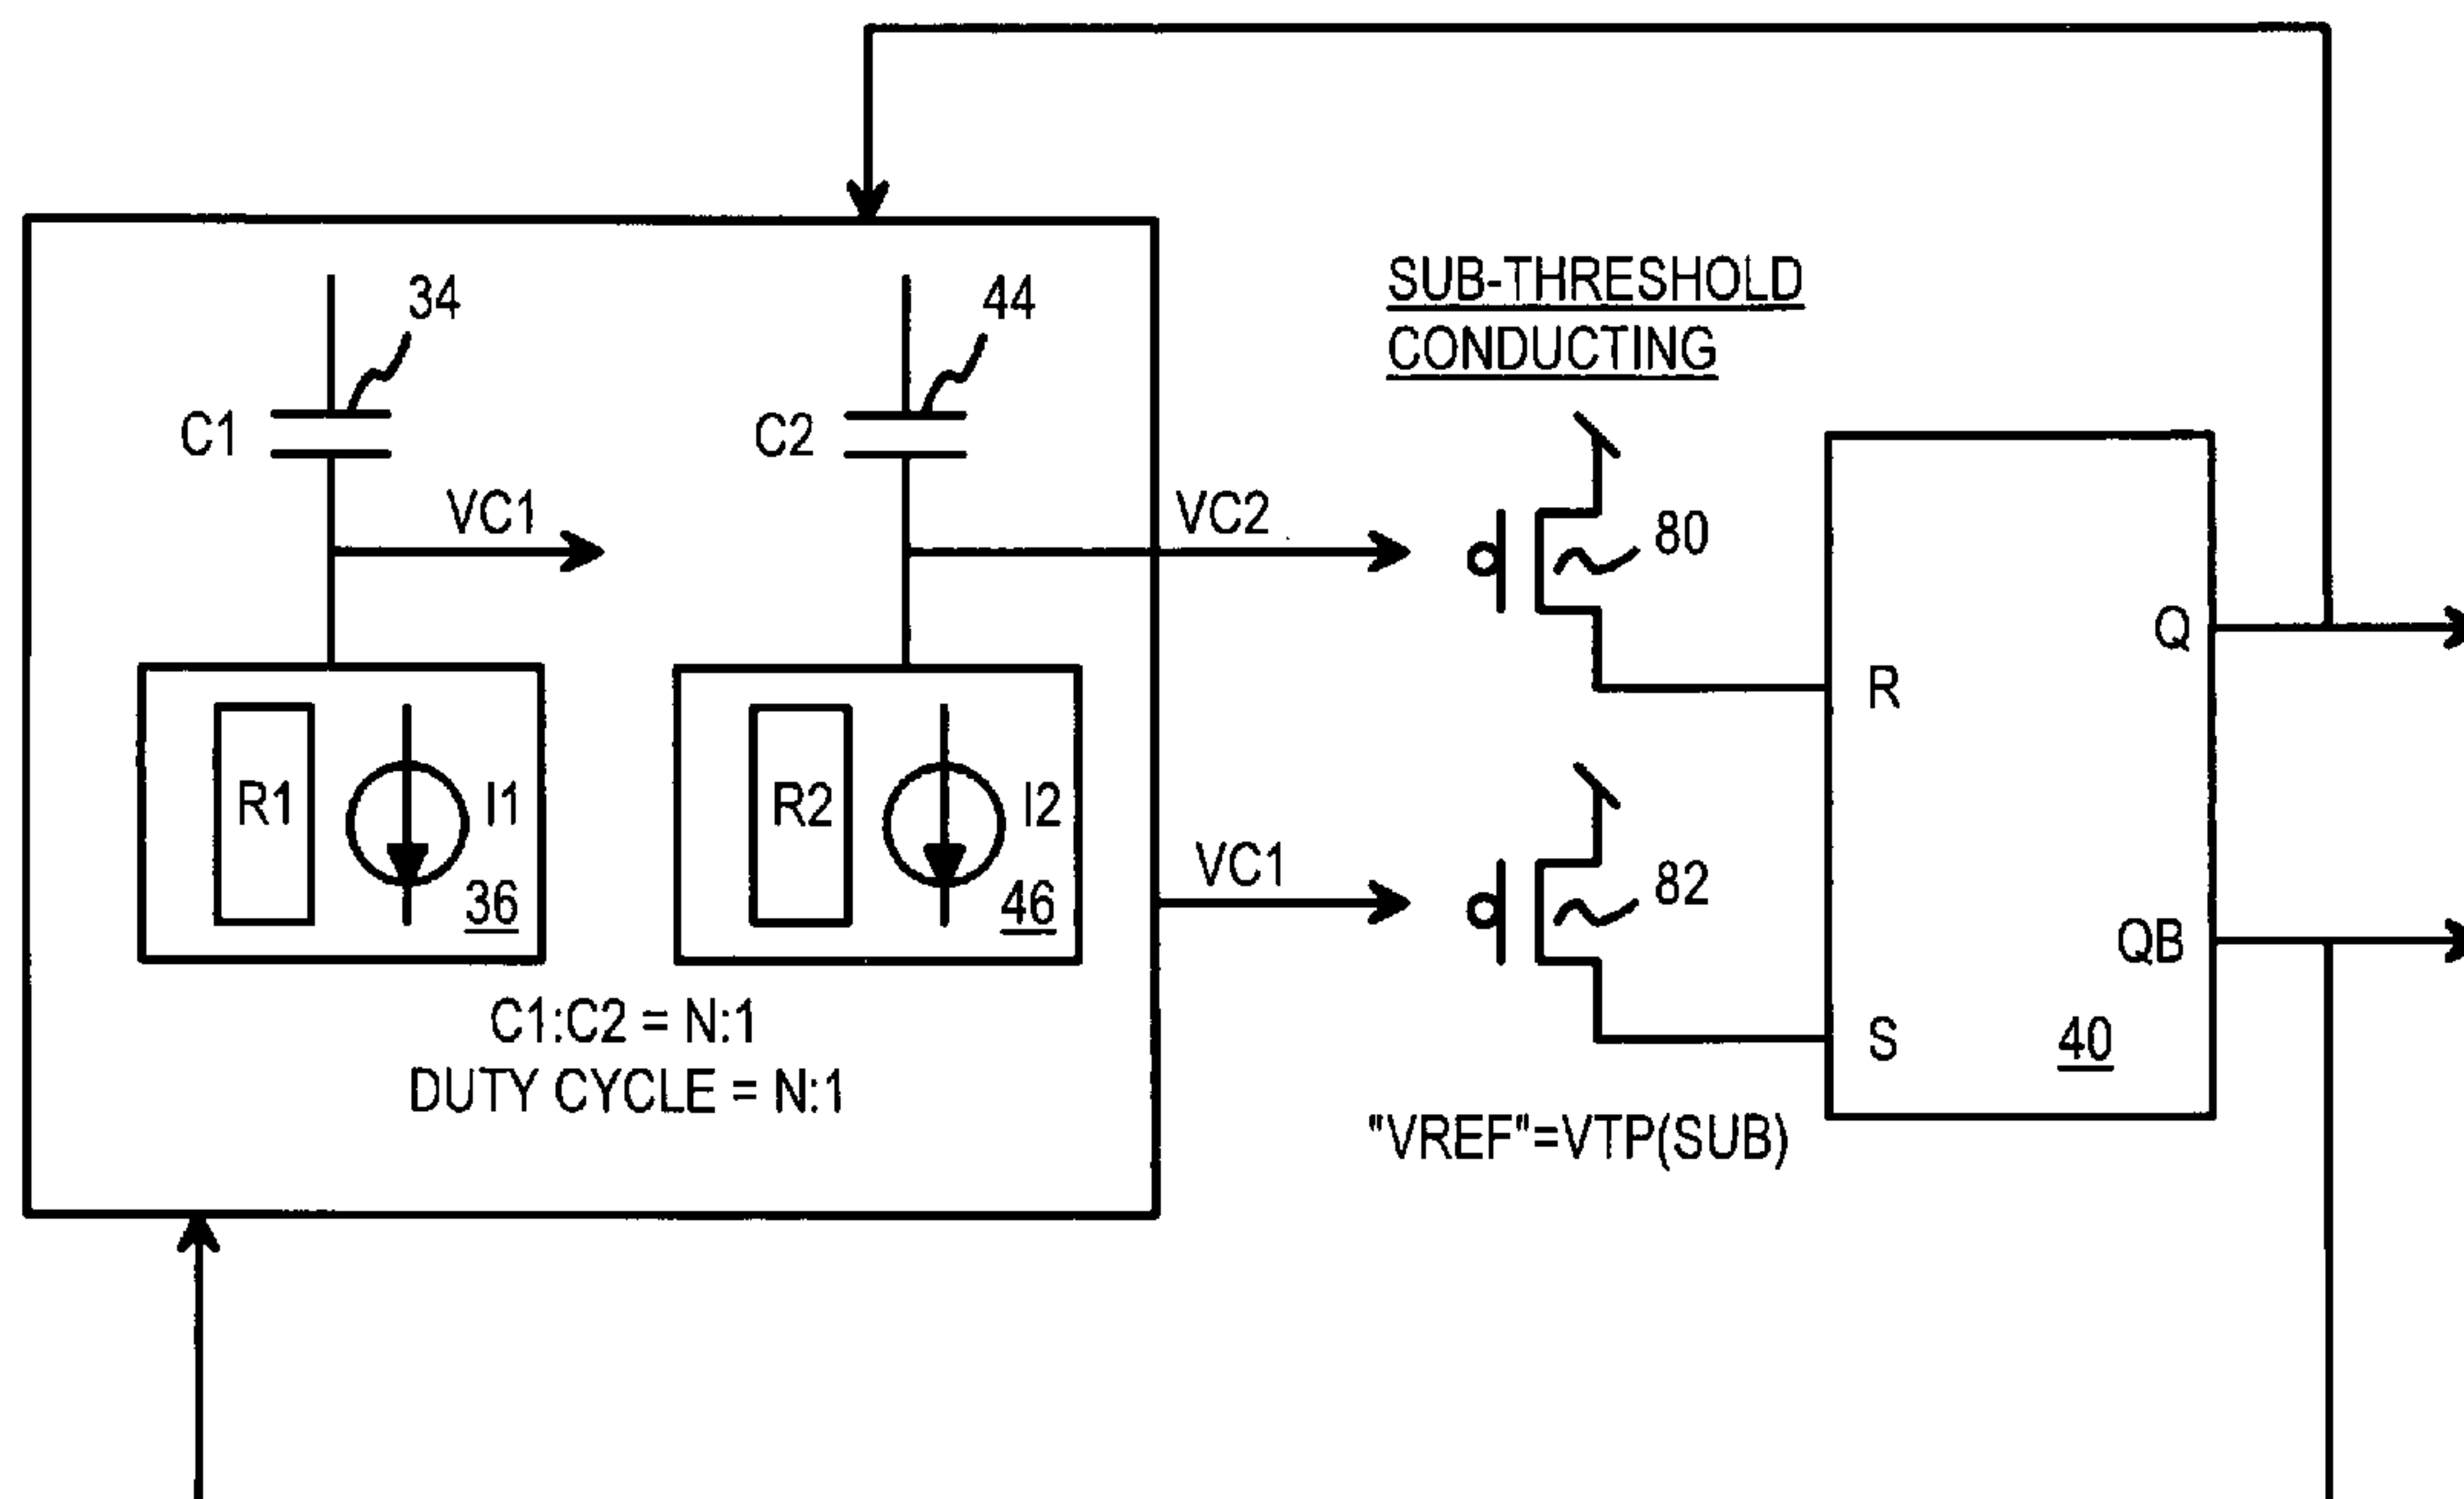 34
44
SUB-THRESHOLD
CONDUCTING
C1
C2
VC1
VC2
80
Q
R
R1
I1
R2
I2
VC1
82
36
46
QB
C1:C2 = N:1
S
40
DUTY CYCLE = N:1
"VREF"=VTP(SUB)